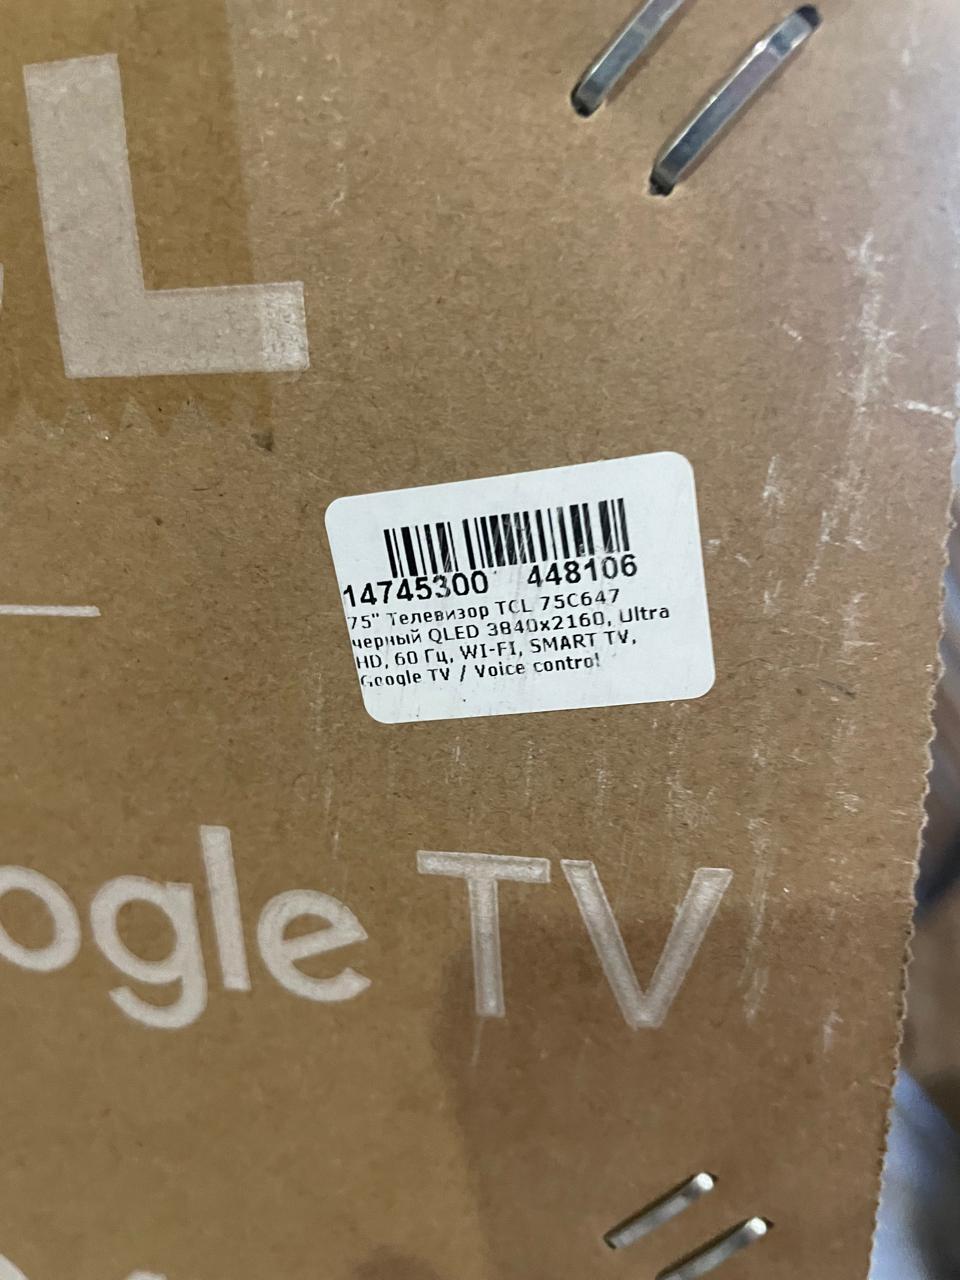 L
14745300 448106
75" Телевизор TCL 75C647
черный QLED 3840x2160, Ultra
HD, 60 Гц, WI-FI, SMART TV,
Google TV / Voice control
ogle TV